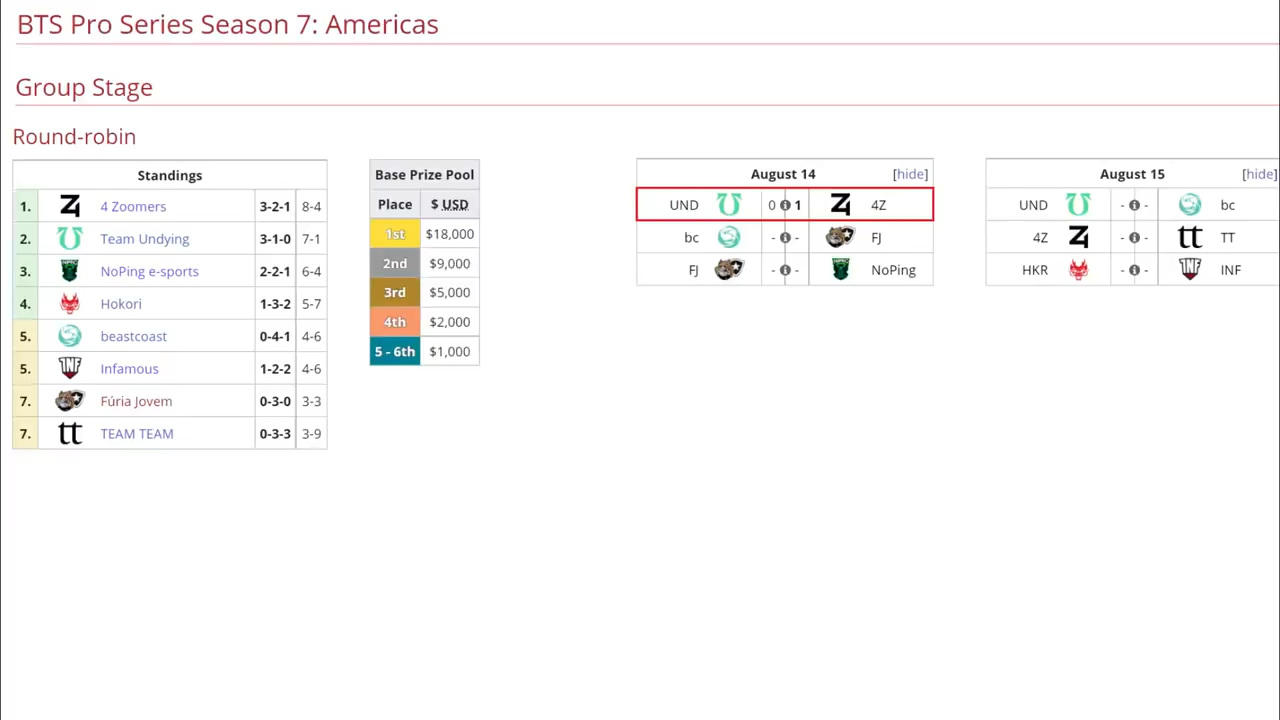 BTS Pro Series Season 7: Americas
Group Stage
Round-robin
Standings
1. 4 Zoomers 3-2-1 8-4
2. Team Undying 3-1-0 7-1
3. NoPing e-sports 2-2-1 6-4
4. Hokori 1-3-2 5-7
5. beastcoast 0-4-1 4-6
5. INF Infamous 1-2-2 4-6
7. Fúria Jovem 0-3-0 3-3
7. tt TEAM TEAM 0-3-3 3-9
Base Prize Pool
Place $ USD
1st $18,000
2nd $9,000
3rd $5,000
4th $2,000
5 - 6th $1,000
August 14 [hide]
UND 0 1 4Z
bc - - FJ
FJ - - NoPing
August 15 [hide]
UND - - bc
4Z - - tt TT
HKR - - INF INF